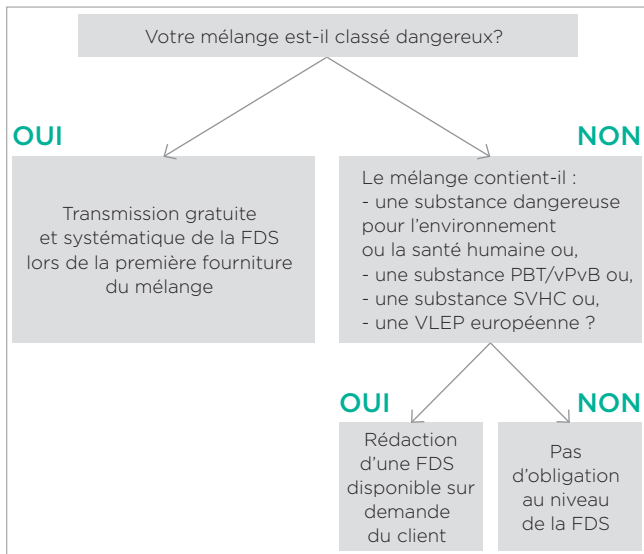 Votre mélange est-il classé dangereux?
OUI
NON
Transmission gratuite
et systématique de la FDS
lors de la première fourniture
du mélange
Le mélange contient-il :
- une substance dangereuse
pour l’environnement
ou la santé humaine ou,
- une substance PBT/vPvB ou,
- une substance SVHC ou,
- une VLEP européenne ?
OUI
NON
Rédaction
d’une FDS
disponible sur
demande
du client
Pas
d’obligation
au niveau
de la FDS